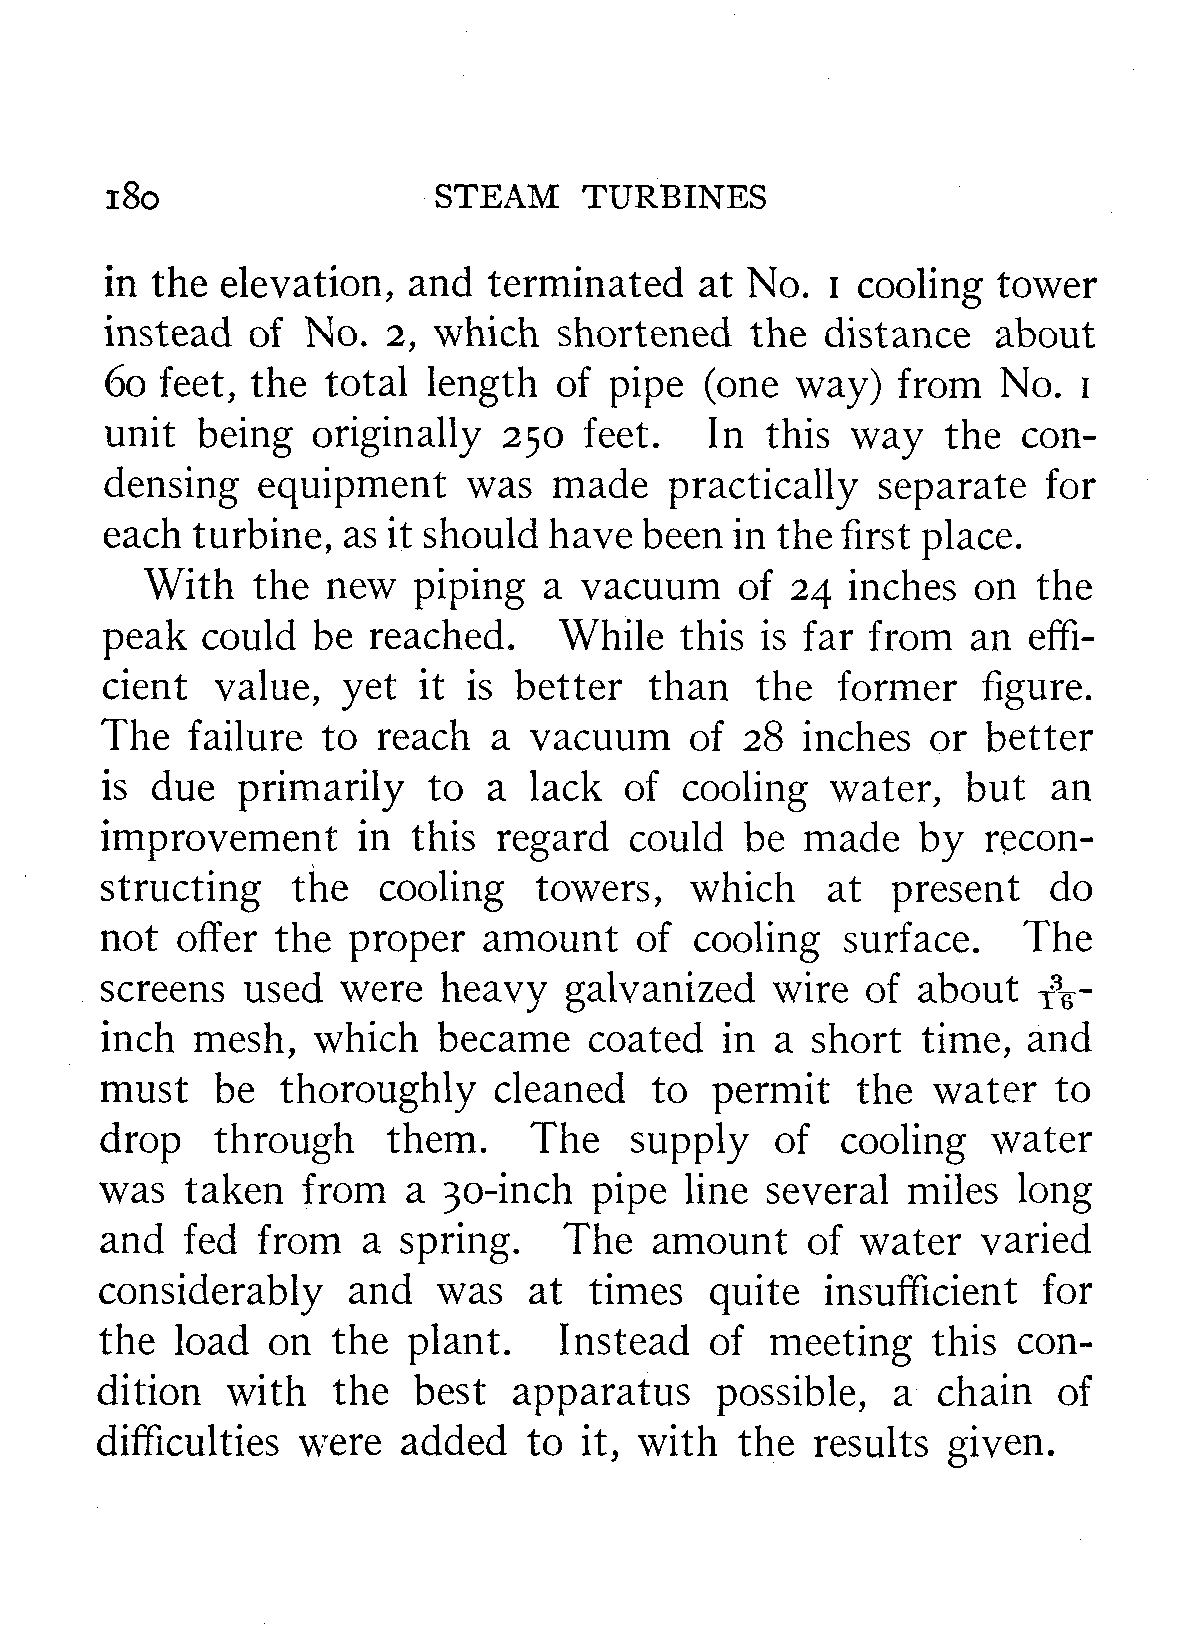 180 STEAM TURBINES
in the elevation, and terminated at No. 1 cooling tower
instead of No. 2, which shortened the distance about
60 feet, the total length of pipe (one way) from No. 1
unit being originally 250 feet. In this way the con-
densing equipment was made practically separate for
each turbine, as it should have been in the first place.
With the new piping a vacuum of 24 inches on the
peak could be reached. While this is far from an effi-
cient value, yet it is better than the former figure.
The failure to reach a vacuum of 28 inches or better
is due primarily to a lack of cooling water, but an
improvement in this regard could be made by recon-
structing the cooling towers, which at present do
not offer the proper amount of cooling surface. The
screens used were heavy galvanized wire of about 3/16-
inch mesh, which became coated in a short time, and
must be thoroughly cleaned to permit the water to
drop through them. The supply of cooling water
was taken from a 30-inch pipe line several miles long
and fed from a spring. The amount of water varied
considerably and was at times quite insufficient for
the load on the plant. Instead of meeting this con-
dition with the best apparatus possible, a chain of
difficulties were added to it, with the results given.